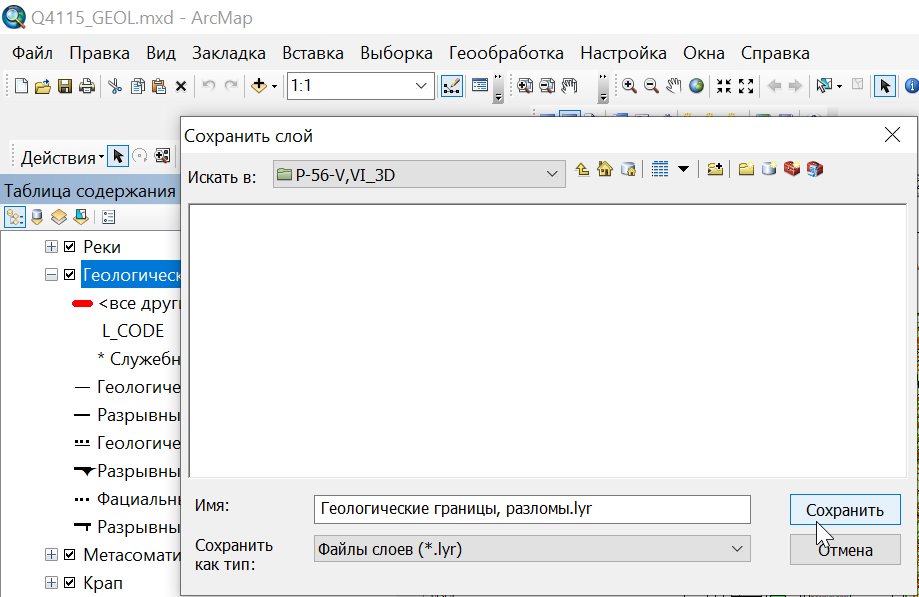 Q4115_GEOL.mxd - ArcMap
Файл Правка Вид Закладка Вставка Выборка Геообработка Настройка Окна Справка
1:1
Сохранить слой
Действия
Искать в: P-56-V,VI_3D
Таблица содержания
Реки
Геологическ
<все други
L_CODE
* Служебн
Геологиче
Разрывны
Геологиче
Разрывны
Фациальн
Разрывны
Метасомати
Крап
Имя: Геологические границы, разломы.lyr
Сохранить
Сохранить как тип: Файлы слоев (*.lyr)
Отмена